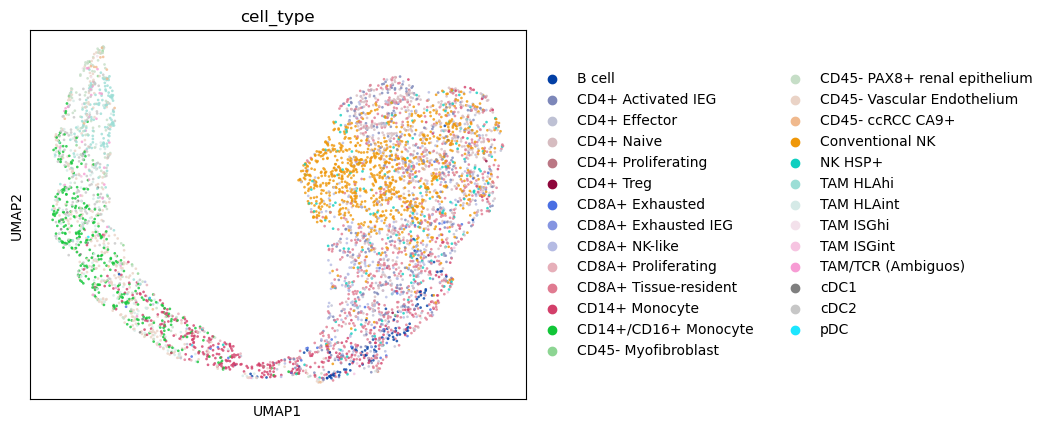 cell_type
UMAP2
UMAP1
B cell
CD4+ Activated IEG
CD4+ Effector
CD4+ Naive
CD4+ Proliferating
CD4+ Treg
CD8A+ Exhausted
CD8A+ Exhausted IEG
CD8A+ NK-like
CD8A+ Proliferating
CD8A+ Tissue-resident
CD14+ Monocyte
CD14+/CD16+ Monocyte
CD45- Myofibroblast
CD45- PAX8+ renal epithelium
CD45- Vascular Endothelium
CD45- ccRCC CA9+
Conventional NK
NK HSP+
TAM HLAhi
TAM HLAint
TAM ISGhi
TAM ISGint
TAM/TCR (Ambiguos)
cDC1
cDC2
pDC